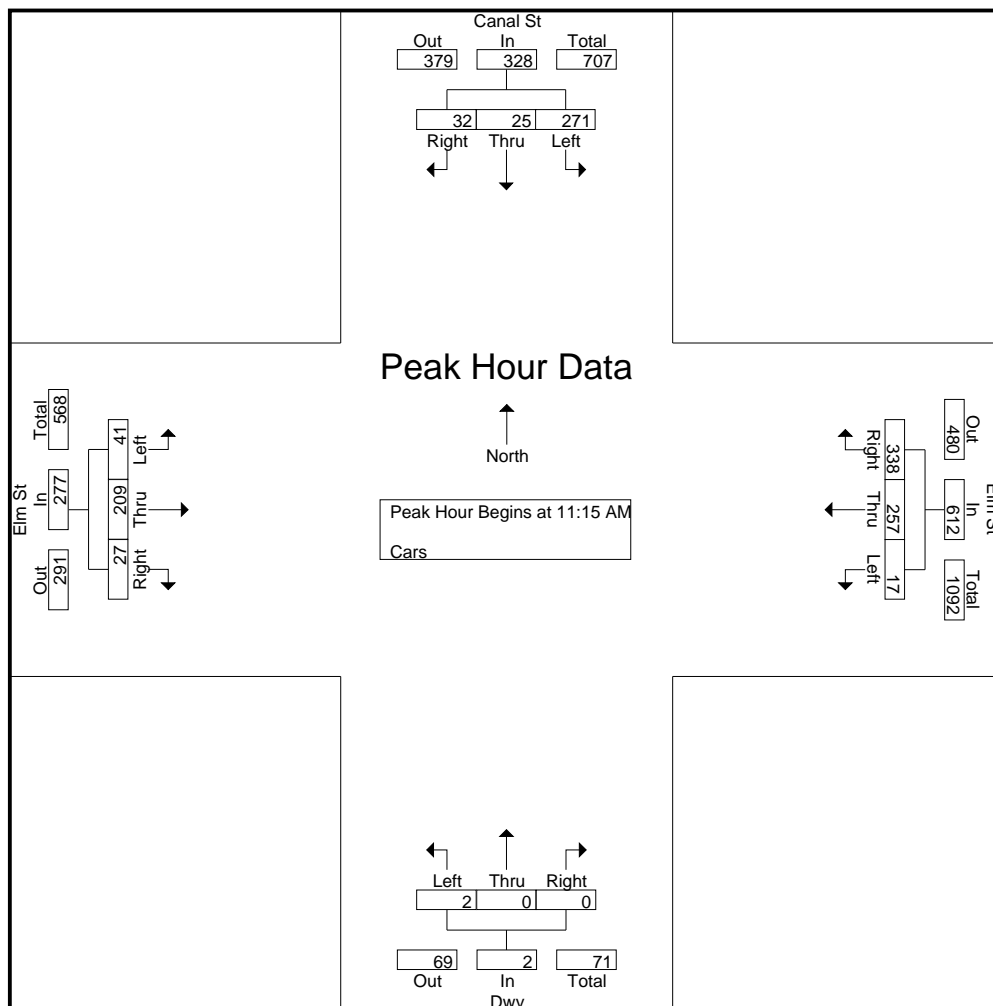 Canal St
Out In Total
379 328 707
32 25 271
Right Thru Left
Peak Hour Data
North
Peak Hour Begins at 11:15 AM
Cars
Elm St
Total In Out
568 277 291
41 209 27
Left Thru Right
Right Thru Left
338 257 17
Out In Total
480 612 1092
Elm St
Left Thru Right
2 0 0
69 2 71
Out In Total
Dwy